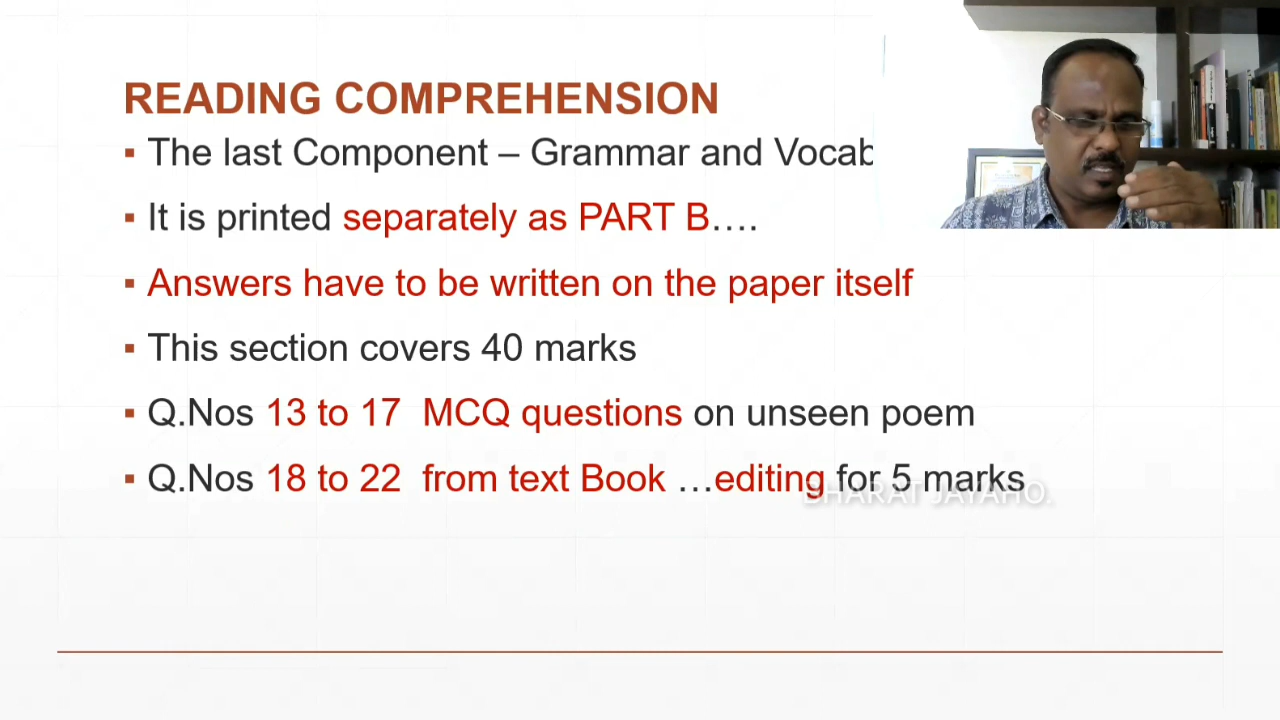 READING COMPREHENSION
▪ The last Component – Grammar and Vocab
▪ It is printed separately as PART B….
▪ Answers have to be written on the paper itself
▪ This section covers 40 marks
▪ Q.Nos 13 to 17 MCQ questions on unseen poem
▪ Q.Nos 18 to 22 from text Book …editing for 5 marks
BHARAT JAYAHO.